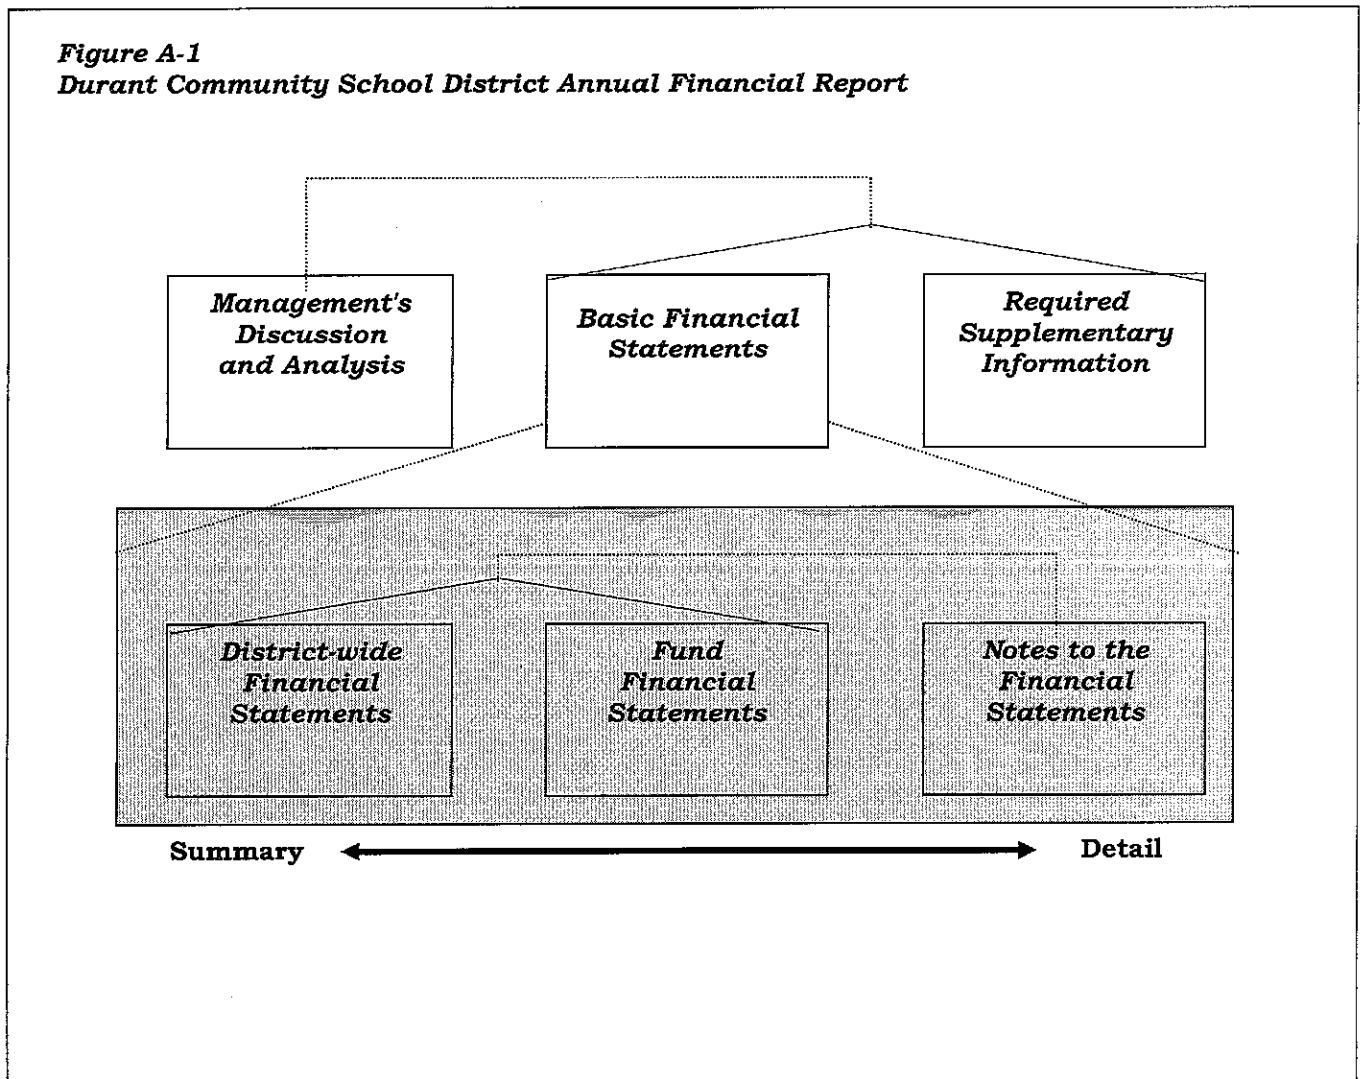 Figure A-1
Durant Community School District Annual Financial Report
Management's
Discussion
and Analysis
Basic Financial
Statements
Required
Supplementary
Information
District-wide
Financial
Statements
Fund
Financial
Statements
Notes to the
Financial
Statements
Summary
Detail